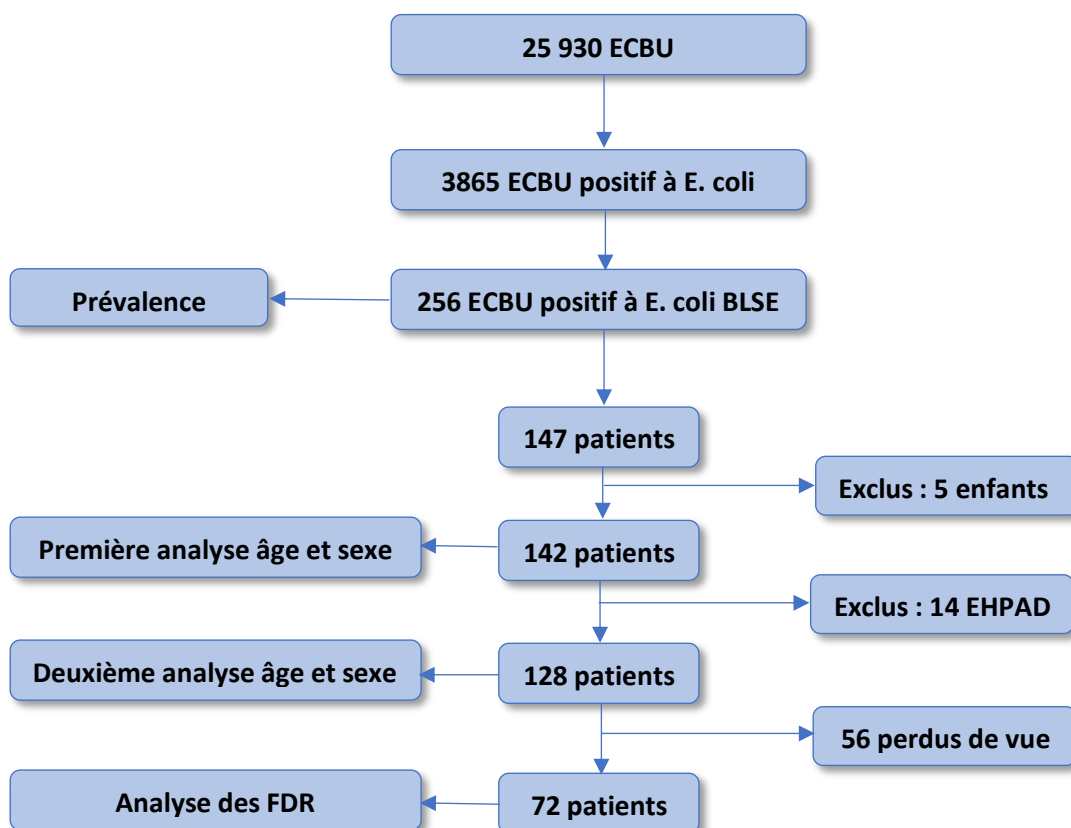 25 930 ECBU
3865 ECBU positif à E. coli
Prévalence
256 ECBU positif à E. coli BLSE
147 patients
Exclus : 5 enfants
Première analyse âge et sexe
142 patients
Exclus : 14 EHPAD
Deuxième analyse âge et sexe
128 patients
56 perdus de vue
Analyse des FDR
72 patients